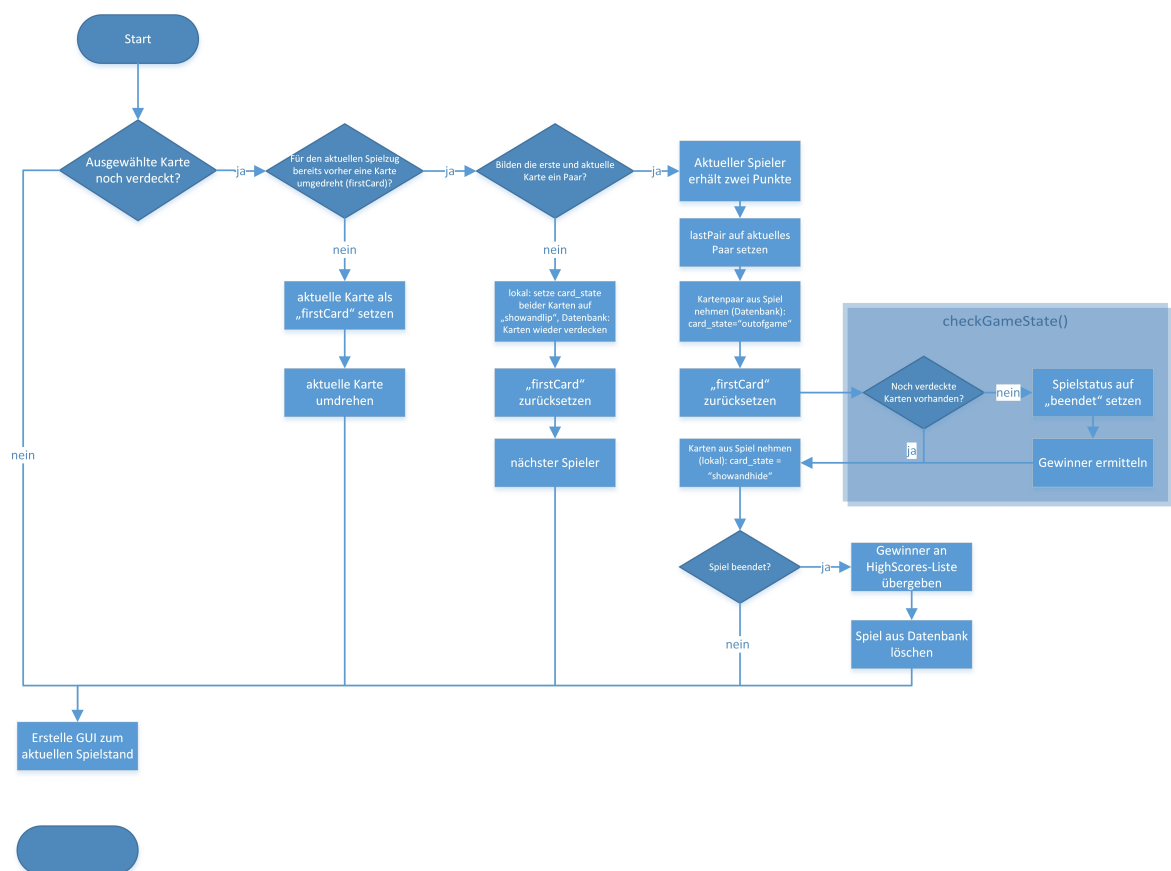 Start
Ausgewählte Karte
noch verdeckt?
ja
Für den aktuellen Spielzug
bereits vorher eine Karte
umgedreht (firstCard)?
ja
Bilden die erste und aktuelle
Karte ein Paar?
ja
Aktueller Spieler
erhält zwei Punkte
nein
nein
lastPair auf aktuelles
Paar setzen
aktuelle Karte als
„firstCard“ setzen
lokal: setze card_state
beider Karten auf
„showandlip“, Datenbank:
Karten wieder verdecken
Kartenpaar aus Spiel
nehmen (Datenbank):
card_state=“outofgame“
checkGameState()
aktuelle Karte
umdrehen
„firstCard“
zurücksetzen
„firstCard“
zurücksetzen
Noch verdeckte
Karten vorhanden?
nein
Spielstatus auf
„beendet“ setzen
nein
nächster Spieler
Karten aus Spiel nehmen
(lokal): card_state =
“showandhide“
ja
Gewinner ermitteln
Spiel beendet?
ja
Gewinner an
HighScores-Liste
übergeben
nein
Spiel aus Datenbank
löschen
Erstelle GUI zum
aktuellen Spielstand